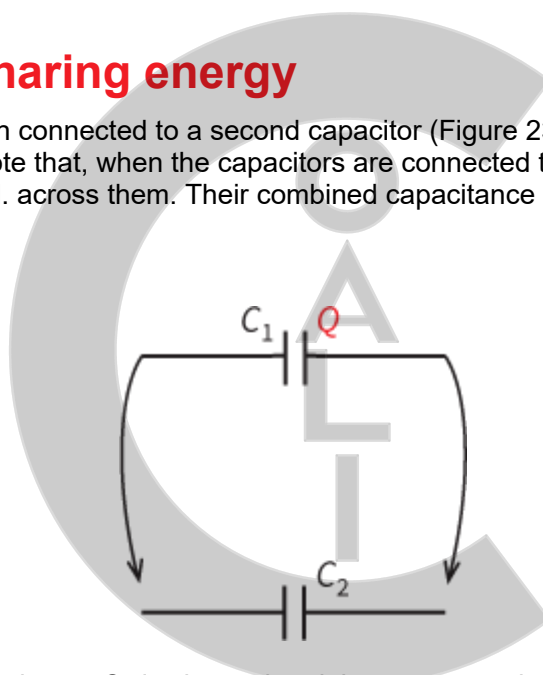 haring energy
n connected to a second capacitor (Figure 2
te that, when the capacitors are connected t
. across them. Their combined capacitance
C₁ Q
C₂
O
A
L
I